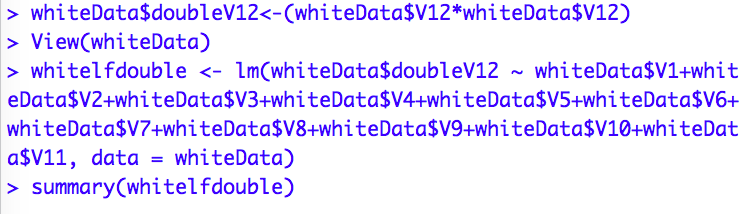 > whiteData$doubleV12<-(whiteData$V12*whiteData$V12)
> View(whiteData)
> whitelfdouble <- lm(whiteData$doubleV12 ~ whiteData$V1+whit
eData$V2+whiteData$V3+whiteData$V4+whiteData$V5+whiteData$V6+
whiteData$V7+whiteData$V8+whiteData$V9+whiteData$V10+whiteDat
a$V11, data = whiteData)
> summary(whitelfdouble)